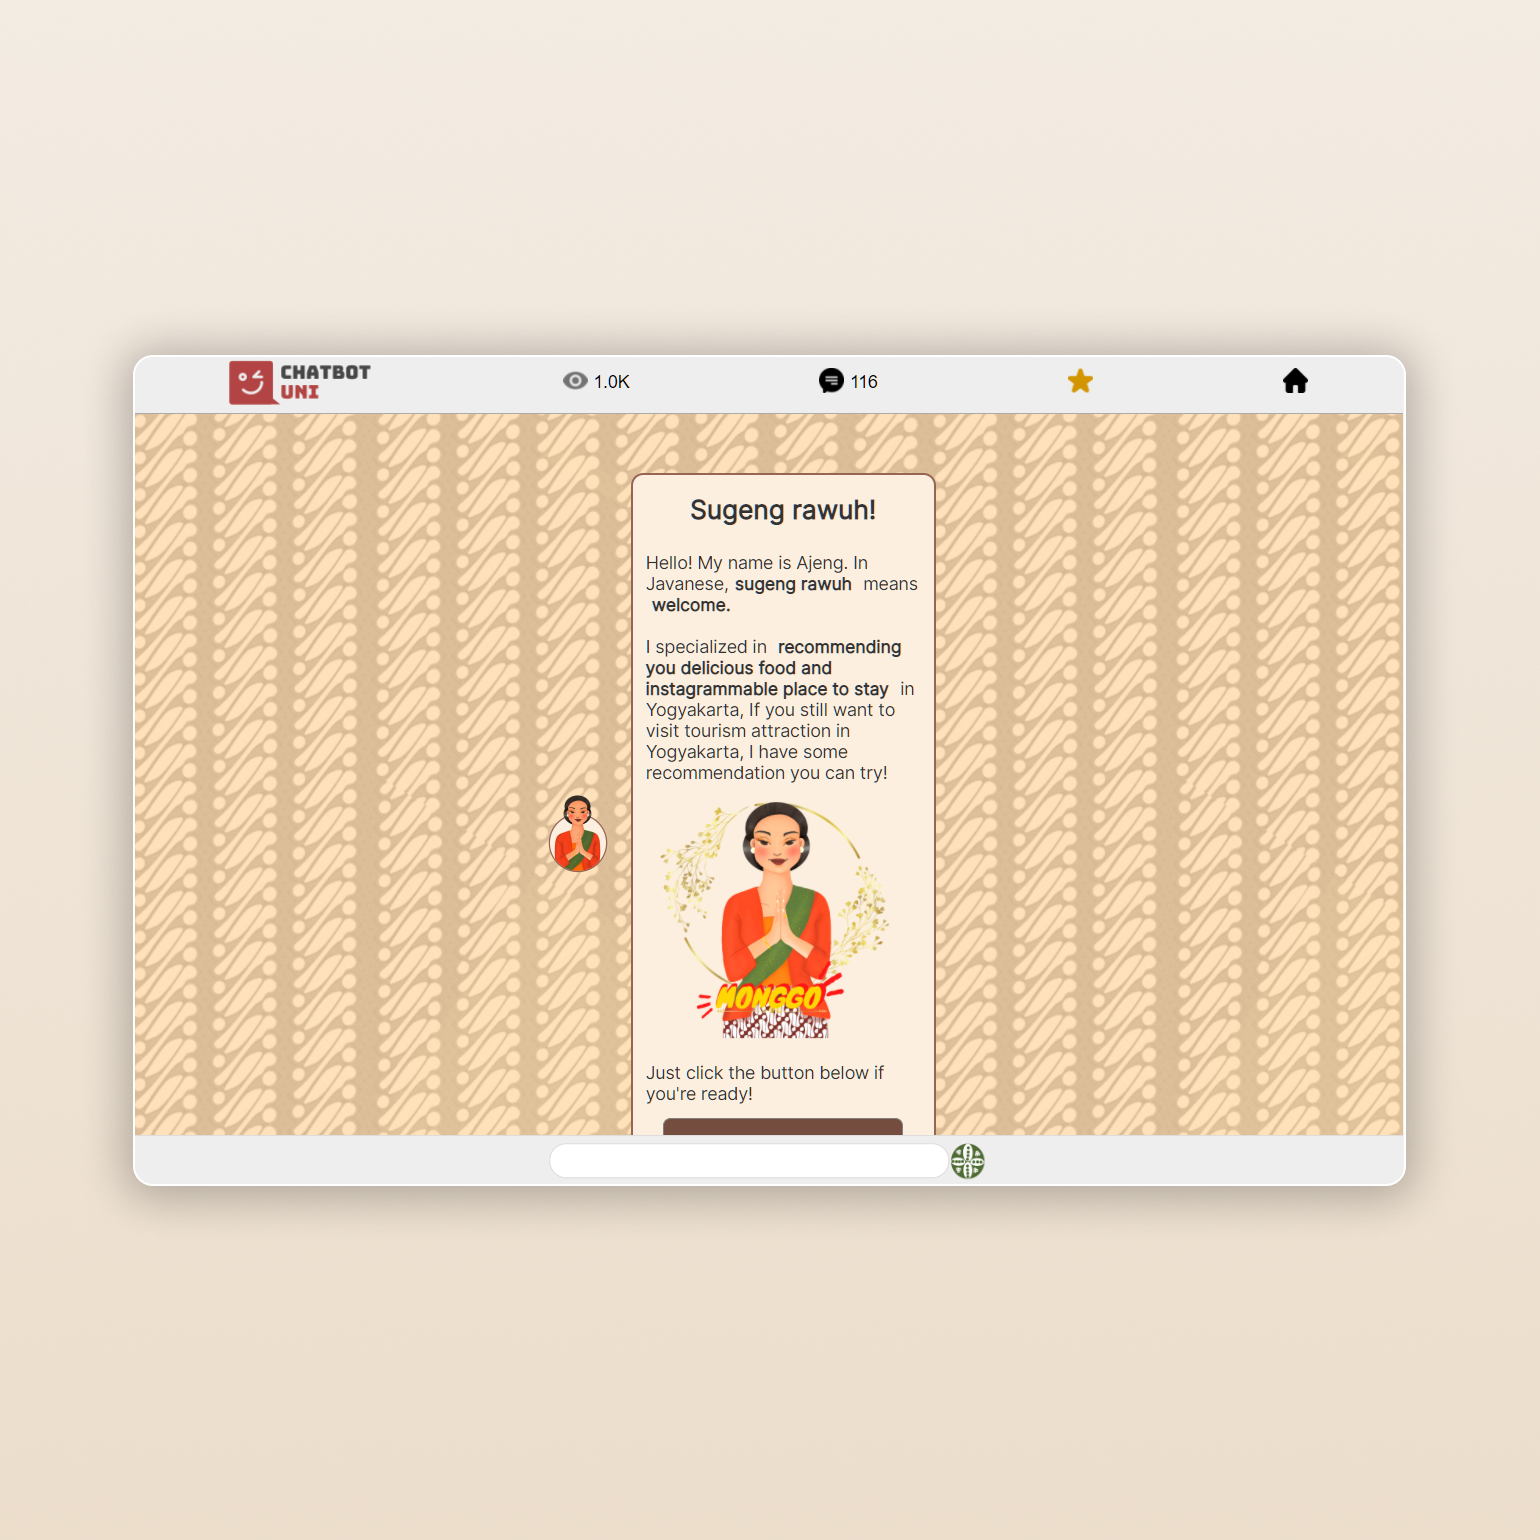 CHATBOT
UNI
1.0K
116
Sugeng rawuh!
Hello! My name is Ajeng. In
Javanese, sugeng rawuh means
welcome.
I specialized in recommending
you delicious food and
instagrammable place to stay in
Yogyakarta, If you still want to
visit tourism attraction in
Yogyakarta, I have some
recommendation you can try!
MONGGO
Just click the button below if
you're ready!